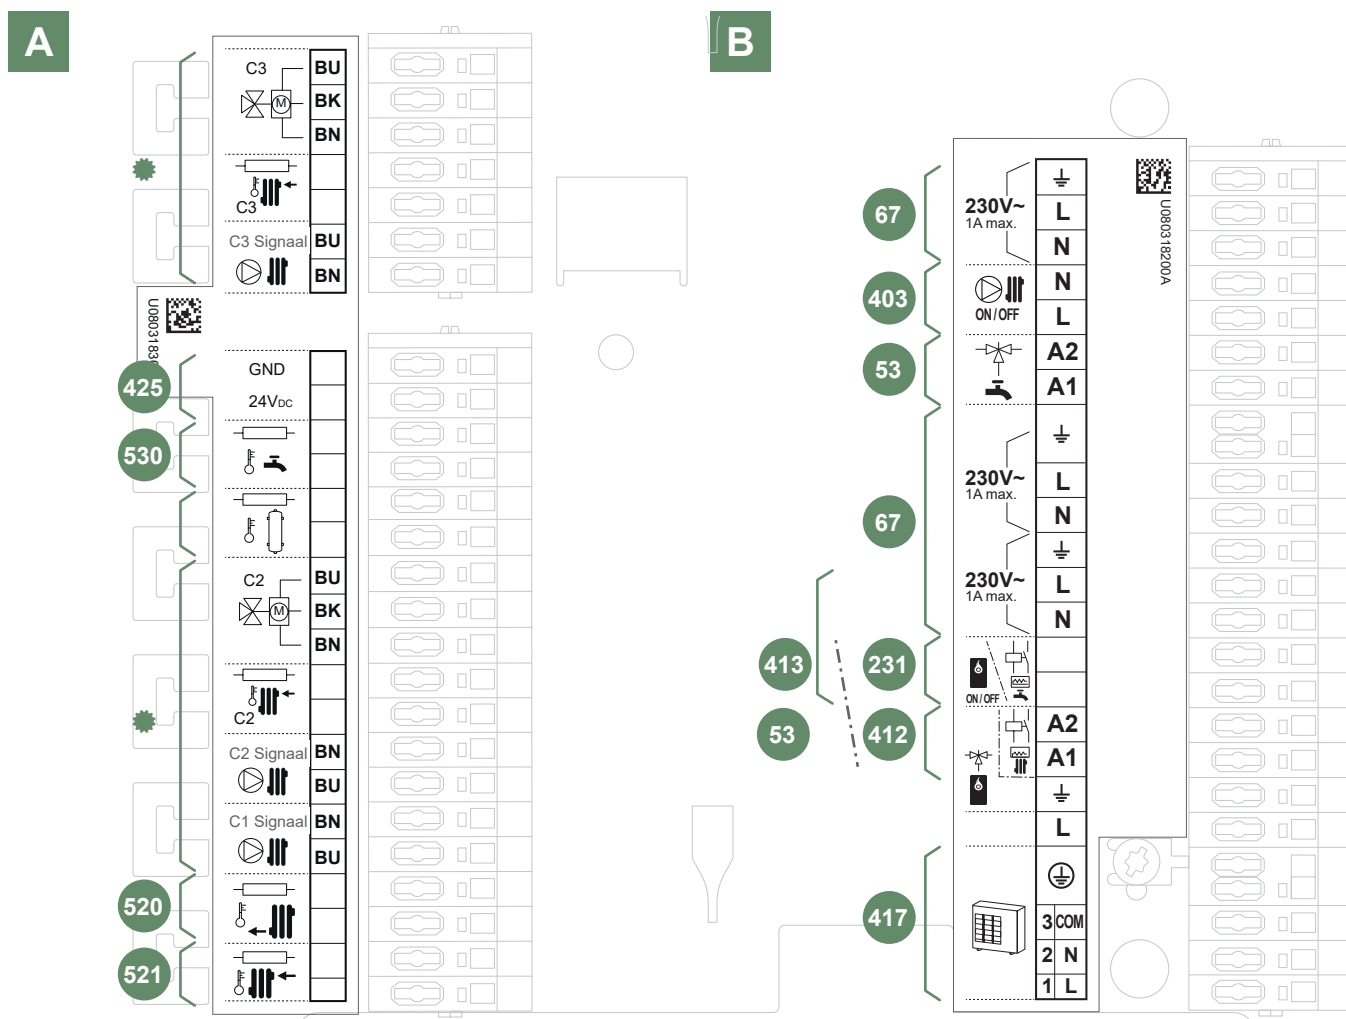 A
C3
BU
M
BK
BN
C3
C3 Signaal
BU
BN
425
GND
24VDC
530
C2
BU
M
BK
BN
C2
C2 Signaal
BN
BU
C1 Signaal
BN
BU
520
521
B
U080318200A
67
230V~
1A max.
L
N
403
ON / OFF
N
L
53
A2
A1
67
230V~
1A max.
L
N
230V~
1A max.
L
N
413
231
ON / OFF
53
412
A2
A1
L
417
3 COM
2 N
1 L